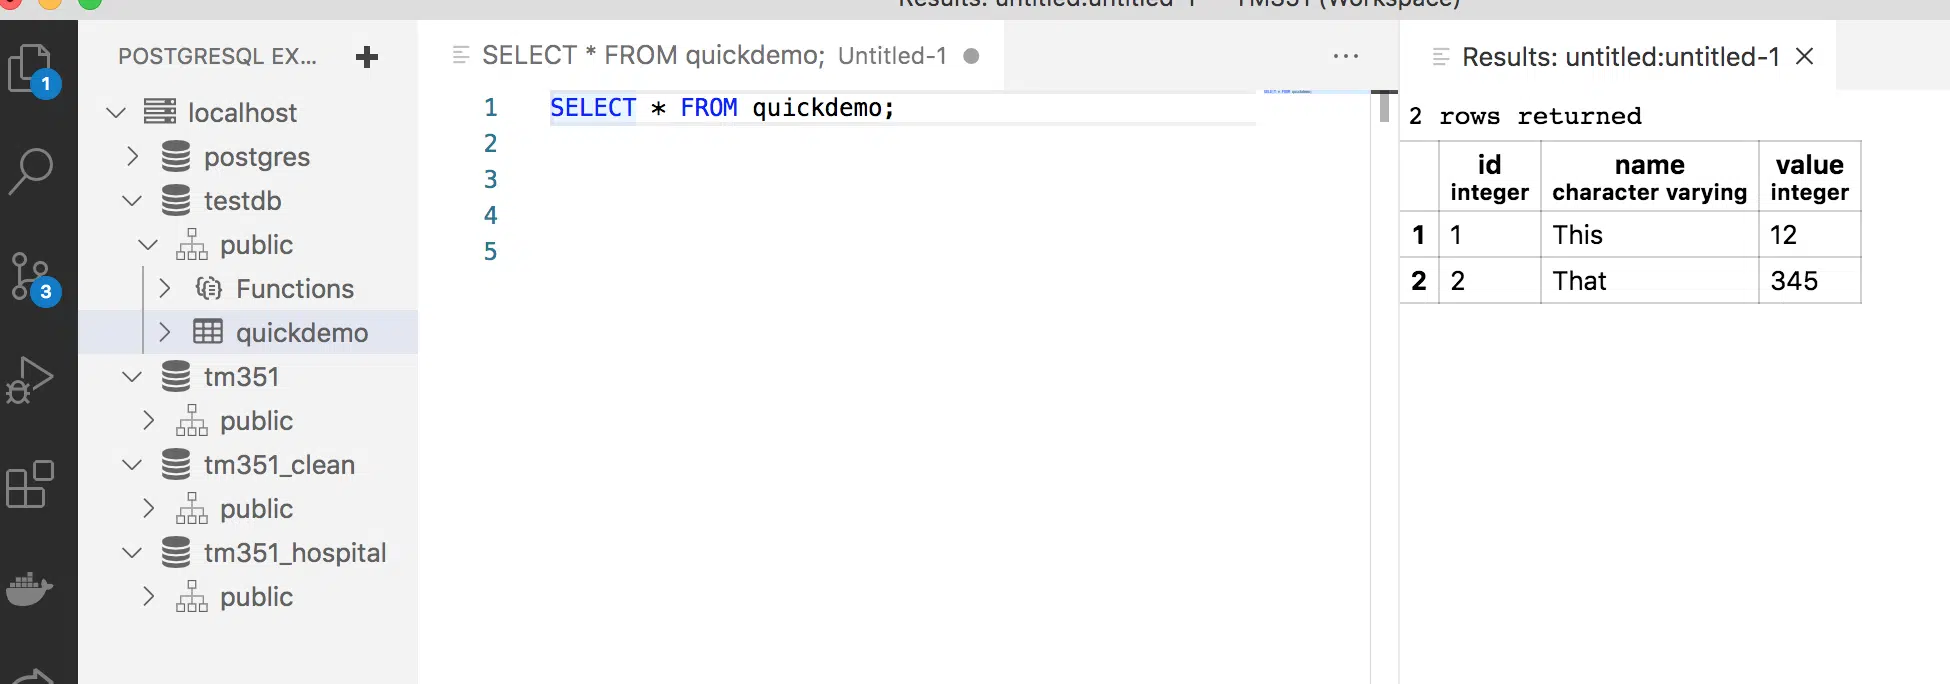 Results: untitled:untitled-1 — TM351 (Workspace)
POSTGRESQL EX...
localhost
postgres
testdb
public
Functions
quickdemo
tm351
public
tm351_clean
public
tm351_hospital
public
1
3
SELECT * FROM quickdemo; Untitled-1
1 SELECT * FROM quickdemo;
2
3
4
5
Results: untitled:untitled-1
2 rows returned
id name value
integer character varying integer
1 1 This 12
2 2 That 345